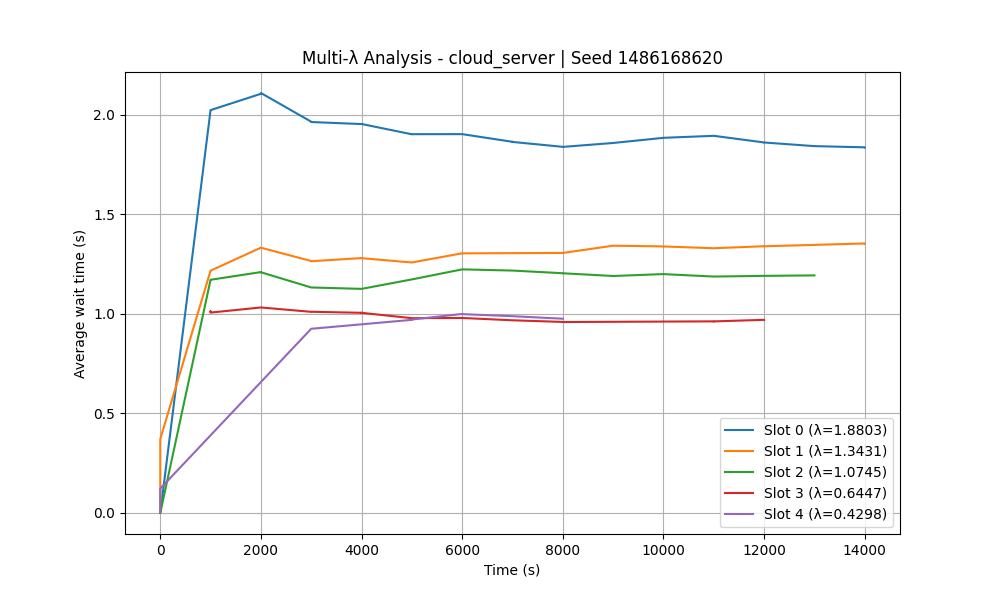 Multi-λ Analysis - cloud_server | Seed 1486168620
Average wait time (s)
2.0
1.5
1.0
0.5
0.0
Slot 0 (λ=1.8803)
Slot 1 (λ=1.3431)
Slot 2 (λ=1.0745)
Slot 3 (λ=0.6447)
Slot 4 (λ=0.4298)
0 2000 4000 6000 8000 10000 12000 14000
Time (s)